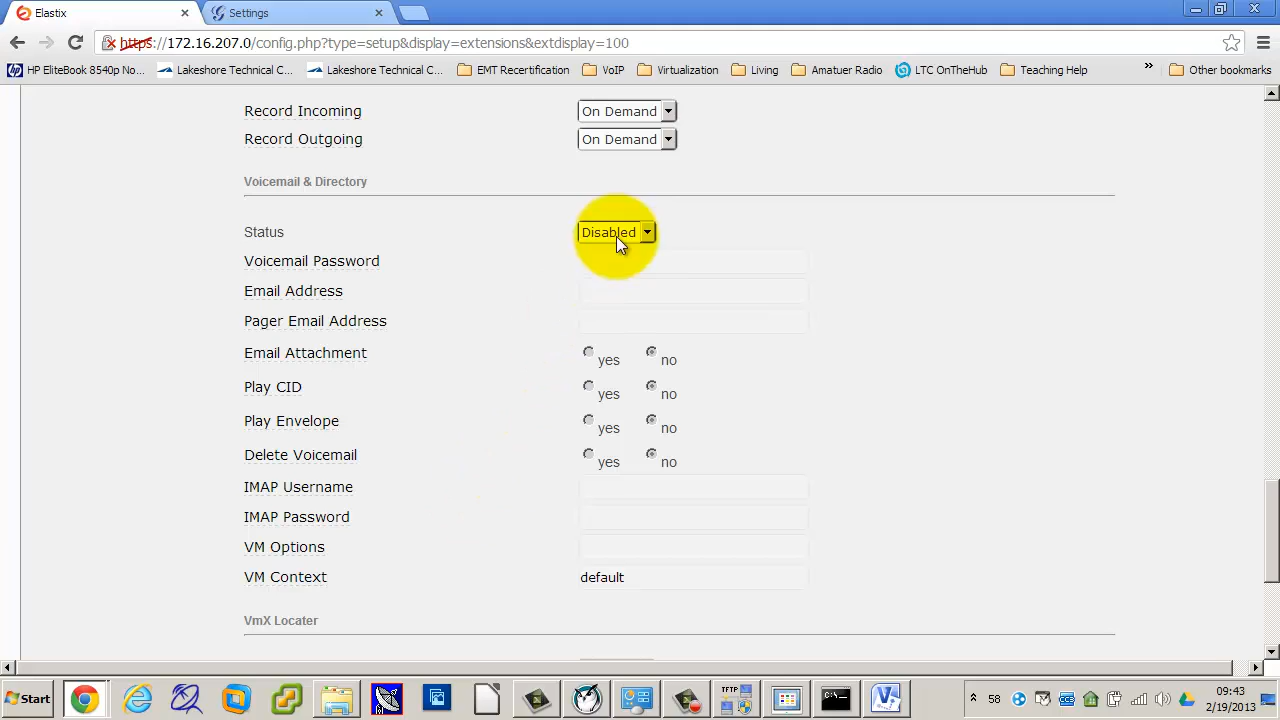 Elastix
Settings
https://172.16.207.0/config.php?type=setup&display=extensions&extdisplay=100
HP EliteBook 8540p No...
Lakeshore Technical C...
Lakeshore Technical C...
EMT Recertification
VoIP
Virtualization
Living
Amatuer Radio
LTC OnTheHub
Teaching Help
»
Other bookmarks
Record Incoming
On Demand
Record Outgoing
On Demand
Voicemail & Directory
Status
Disabled
Voicemail Password
Email Address
Pager Email Address
Email Attachment
yes
no
Play CID
yes
no
Play Envelope
yes
no
Delete Voicemail
yes
no
IMAP Username
IMAP Password
VM Options
VM Context
default
VmX Locater
Start
TFTP
58
09:43
2/19/2013